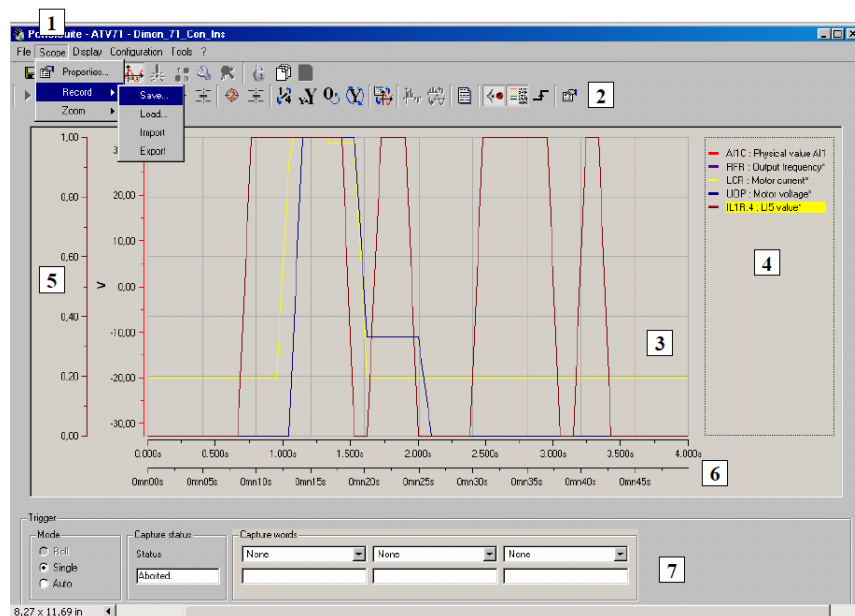 1
PowerSuite - ATV71 - Dimon_71_Con_Ins
File Scope Display Configuration Tools ?
Properties...
Record
Zoom
Save...
Load...
Import
Export
2
1,00
0,80
0,60
0,40
0,20
0,00
5
V
20,00
10,00
0,00
-10,00
-20,00
-30,00
AI1C : Physical value AI1
RFR : Output frequency*
LCR : Motor current*
UOP : Motor voltage*
IL1R:4 : LI5 value*
4
3
0.000s 0.500s 1.000s 1.500s 2.000s 2.500s 3.000s 3.500s 4.000s
0mn00s 0mn05s 0mn10s 0mn15s 0mn20s 0mn25s 0mn30s 0mn35s 0mn40s 0mn45s
6
Trigger
Mode
Roll
Single
Auto
Capture status
Status
Aborted.
Capture words
None None None
7
8.27 x 11.69 in